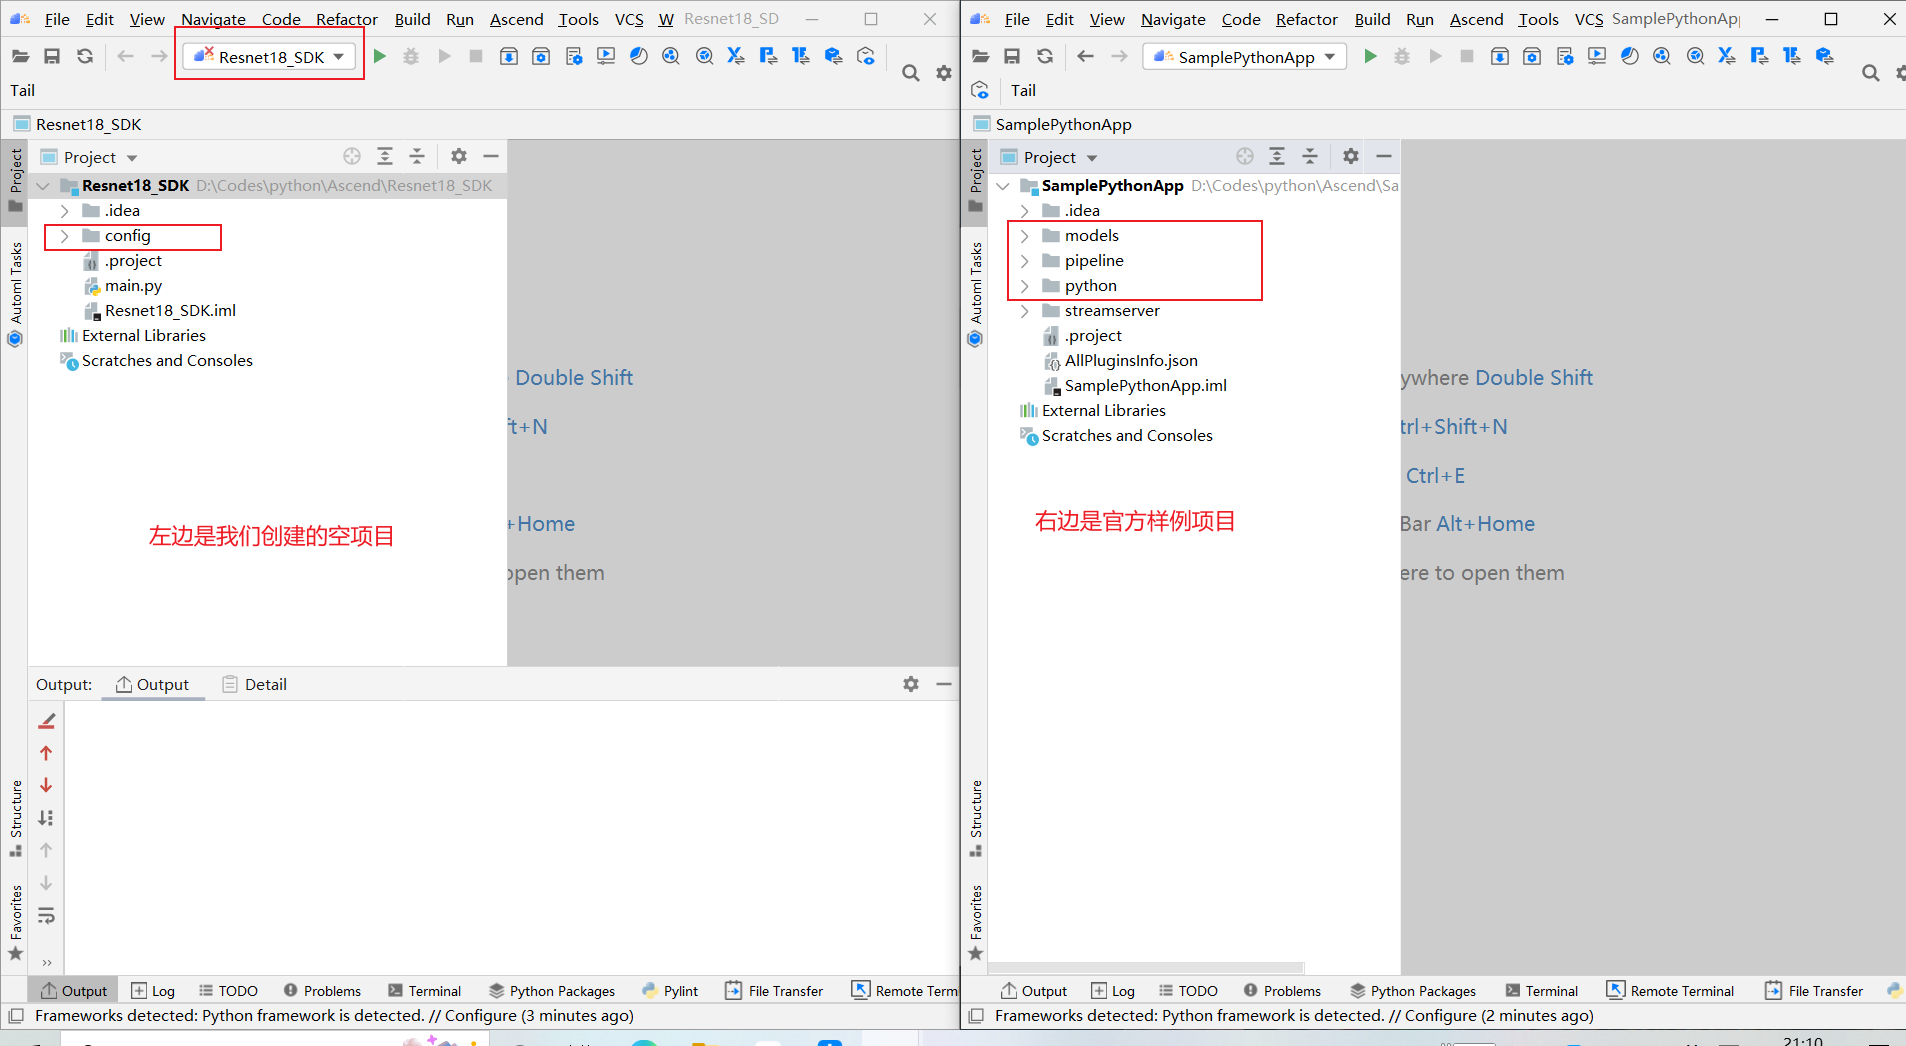 File Edit View Navigate Code Refactor Build Run Ascend Tools VCS W Resnet18_SD
Resnet18_SDK
Tail
Resnet18_SDK
Project
Project
Resnet18_SDK D:\Codes\python\Ascend\Resnet18_SDK
.idea
config
.project
main.py
Resnet18_SDK.iml
External Libraries
Scratches and Consoles
Automl Tasks
Double Shift
ft+N
+Home
open them
左边是我们创建的空项目
Output: Output Detail
Structure
Favorites
Output Log TODO Problems Terminal Python Packages Pylint File Transfer Remote Term
Frameworks detected: Python framework is detected. // Configure (3 minutes ago)
File Edit View Navigate Code Refactor Build Run Ascend Tools VCS SamplePythonAp
SamplePythonApp
Tail
SamplePythonApp
Project
Project
SamplePythonApp D:\Codes\python\Ascend\Sa
.idea
models
pipeline
python
streamserver
.project
AllPluginsInfo.json
SamplePythonApp.iml
External Libraries
Scratches and Consoles
Automl Tasks
ywhere Double Shift
trl+Shift+N
Ctrl+E
Bar Alt+Home
ere to open them
右边是官方样例项目
Structure
Favorites
Output Log TODO Problems Python Packages Terminal Remote Terminal File Transfer
Frameworks detected: Python framework is detected. // Configure (2 minutes ago)
21:10